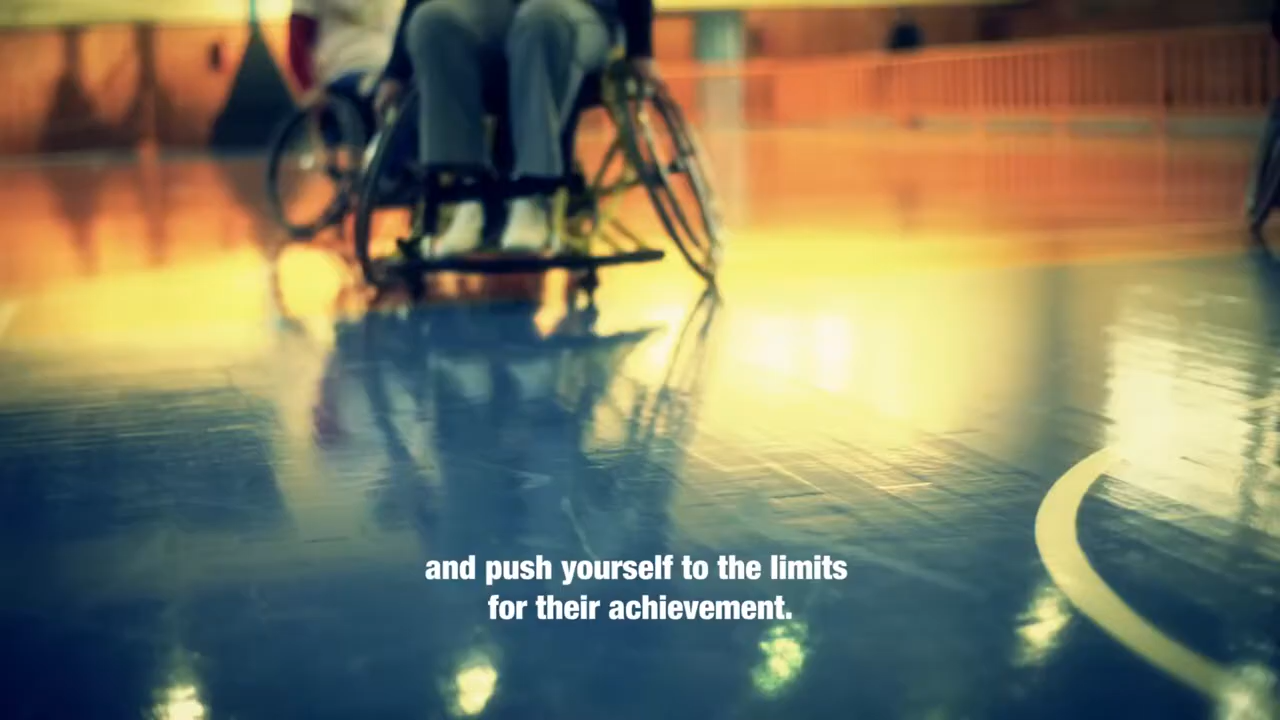 and push yourself to the limits
for their achievement.